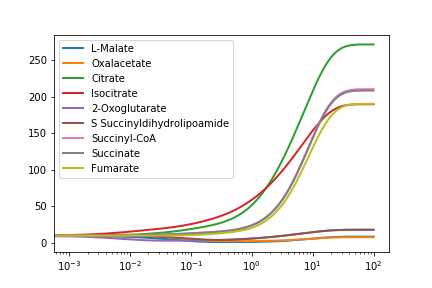 L-Malate
Oxalacetate
Citrate
Isocitrate
2-Oxoglutarate
S Succinyldihydrolipoamide
Succinyl-CoA
Succinate
Fumarate
250
200
150
100
50
0
10⁻³ 10⁻² 10⁻¹ 10⁰ 10¹ 10²